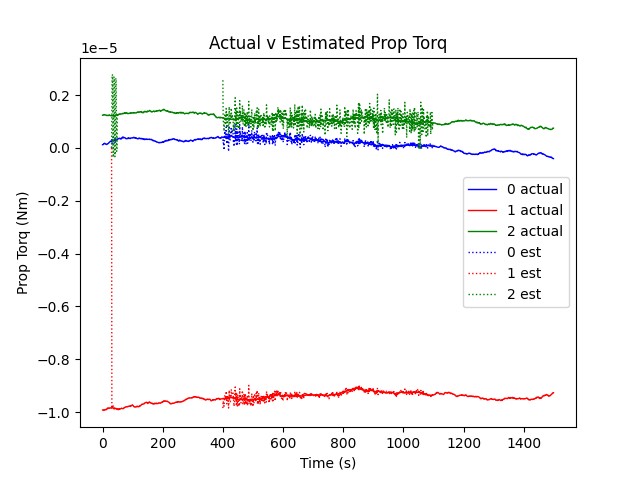 Actual v Estimated Prop Torq
1e−5
0.2
0.0
−0.2
−0.4
−0.6
−0.8
−1.0
Prop Torq (Nm)
0 actual
1 actual
2 actual
0 est
1 est
2 est
0 200 400 600 800 1000 1200 1400
Time (s)